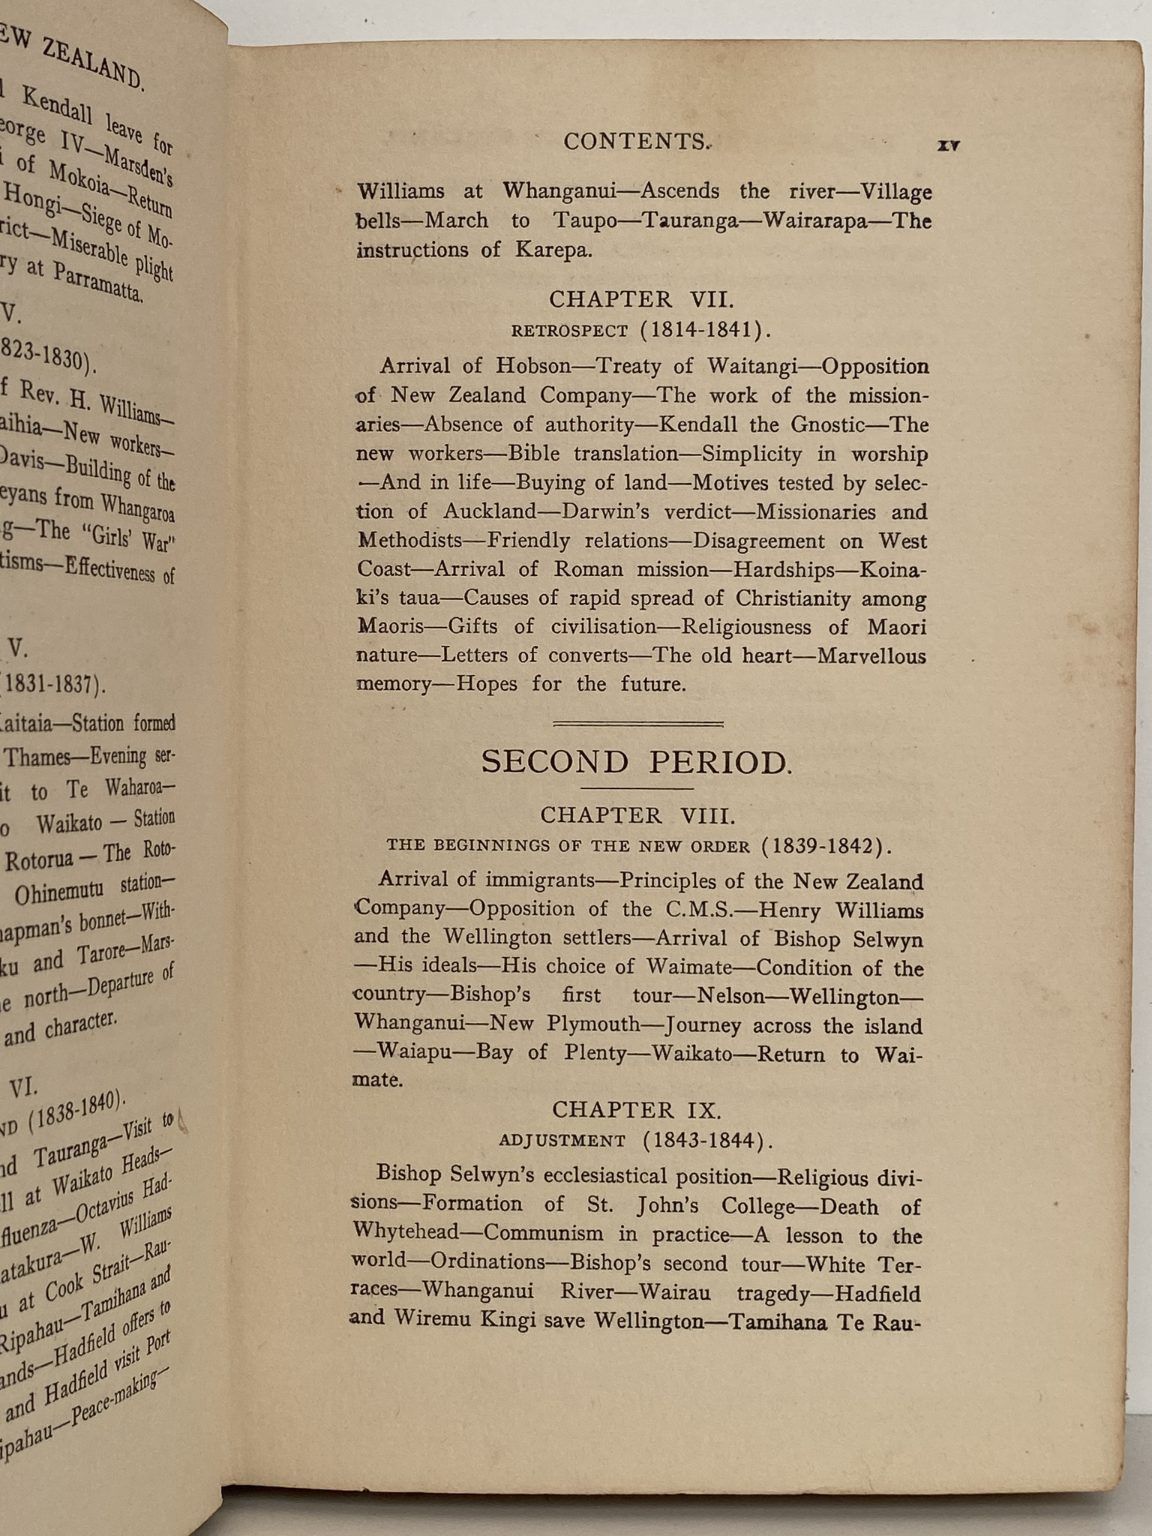 EW ZEALAND.
Kendall leave for
eorge IV—Marsden's
i of Mokoia—Return
Hongi—Siege of Mo-
rict—Miserable plight
ry at Parramatta.
V.
823-1830).
f Rev. H. Williams—
aihia—New workers—
Davis—Building of the
eyans from Whangaroa
g—The "Girls' War"
tisms—Effectiveness of
V.
(1831-1837).
aitaia—Station formed
Thames—Evening ser-
it to Te Waharoa—
o Waikato — Station
Rotorua — The Roto-
Ohinemutu station—
hapman's bonnet—With-
ku and Tarore—Mars-
e north—Departure of
and character.
VI.
ND (1838-1840).
nd Tauranga—Visit to
ll at Waikato Heads—
fluenza—Octavius Had-
atakura—W. Williams
u at Cook Strait—Rau-
Ripahau—Tamihana and
ands—Hadfield offers to
and Hadfield visit Port
ipahau—Peace-making—
CONTENTS. xv
Williams at Whanganui—Ascends the river—Village
bells—March to Taupo—Tauranga—Wairarapa—The
instructions of Karepa.
CHAPTER VII.
RETROSPECT (1814-1841).
Arrival of Hobson—Treaty of Waitangi—Opposition
of New Zealand Company—The work of the mission-
aries—Absence of authority—Kendall the Gnostic—The
new workers—Bible translation—Simplicity in worship
—And in life—Buying of land—Motives tested by selec-
tion of Auckland—Darwin's verdict—Missionaries and
Methodists—Friendly relations—Disagreement on West
Coast—Arrival of Roman mission—Hardships—Koina-
ki's taua—Causes of rapid spread of Christianity among
Maoris—Gifts of civilisation—Religiousness of Maori
nature—Letters of converts—The old heart—Marvellous
memory—Hopes for the future.
SECOND PERIOD.
CHAPTER VIII.
THE BEGINNINGS OF THE NEW ORDER (1839-1842).
Arrival of immigrants—Principles of the New Zealand
Company—Opposition of the C.M.S.—Henry Williams
and the Wellington settlers—Arrival of Bishop Selwyn
—His ideals—His choice of Waimate—Condition of the
country—Bishop's first tour—Nelson—Wellington—
Whanganui—New Plymouth—Journey across the island
—Waiapu—Bay of Plenty—Waikato—Return to Wai-
mate.
CHAPTER IX.
ADJUSTMENT (1843-1844).
Bishop Selwyn's ecclesiastical position—Religious divi-
sions—Formation of St. John's College—Death of
Whytehead—Communism in practice—A lesson to the
world—Ordinations—Bishop's second tour—White Ter-
races—Whanganui River—Wairau tragedy—Hadfield
and Wiremu Kingi save Wellington—Tamihana Te Rau-